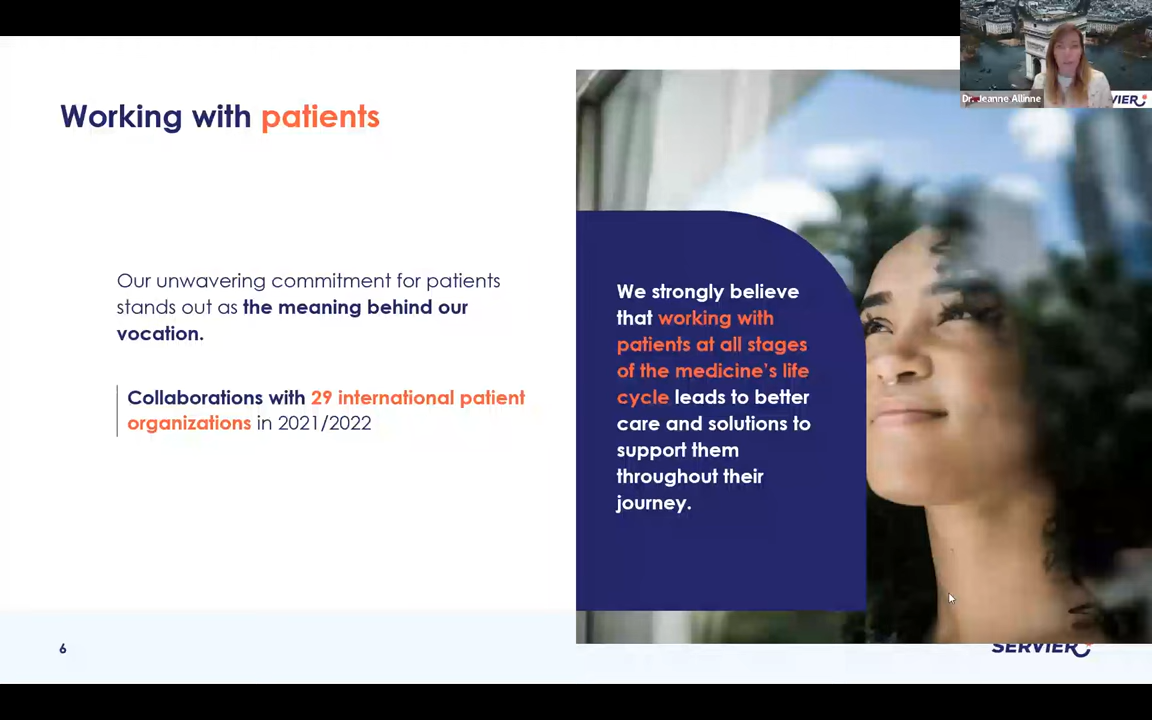 Dr. Jeanne Allinne
VIER
Working with patients
Our unwavering commitment for patients
stands out as the meaning behind our
vocation.
Collaborations with 29 international patient
organizations in 2021/2022
We strongly believe
that working with
patients at all stages
of the medicine's life
cycle leads to better
care and solutions to
support them
throughout their
journey.
6
SERVIER